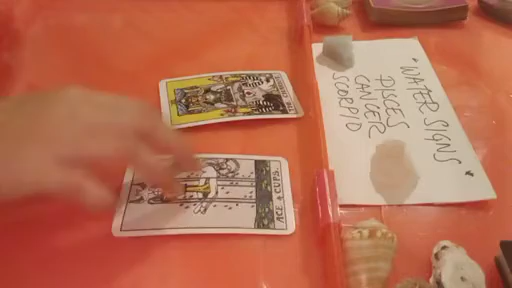 "WATER SIGNS"
PISCES
CANCER
SCORPIO
ACE of CUPS.